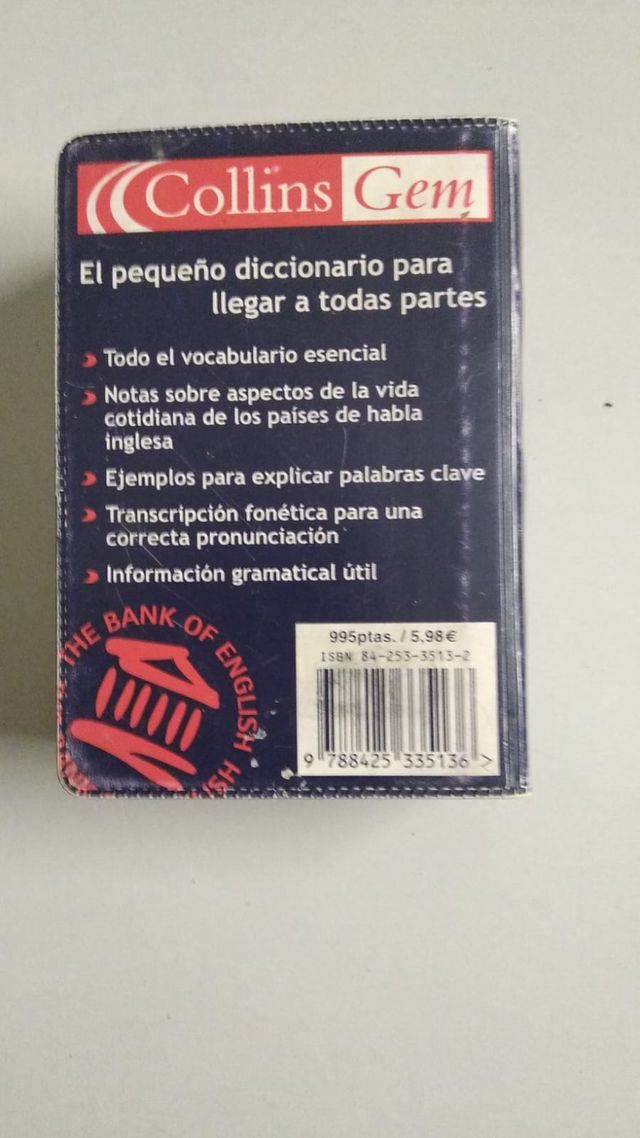 Collins Gem
El pequeño diccionario para
llegar a todas partes
Todo el vocabulario esencial
Notas sobre aspectos de la vida
cotidiana de los países de habla
inglesa
Ejemplos para explicar palabras clave
Transcripción fonética para una
correcta pronunciación
Información gramatical útil
THE BANK OF ENGLISH
995ptas. / 5,98€
ISBN 84-253-3513-2
9 788425 335136 >